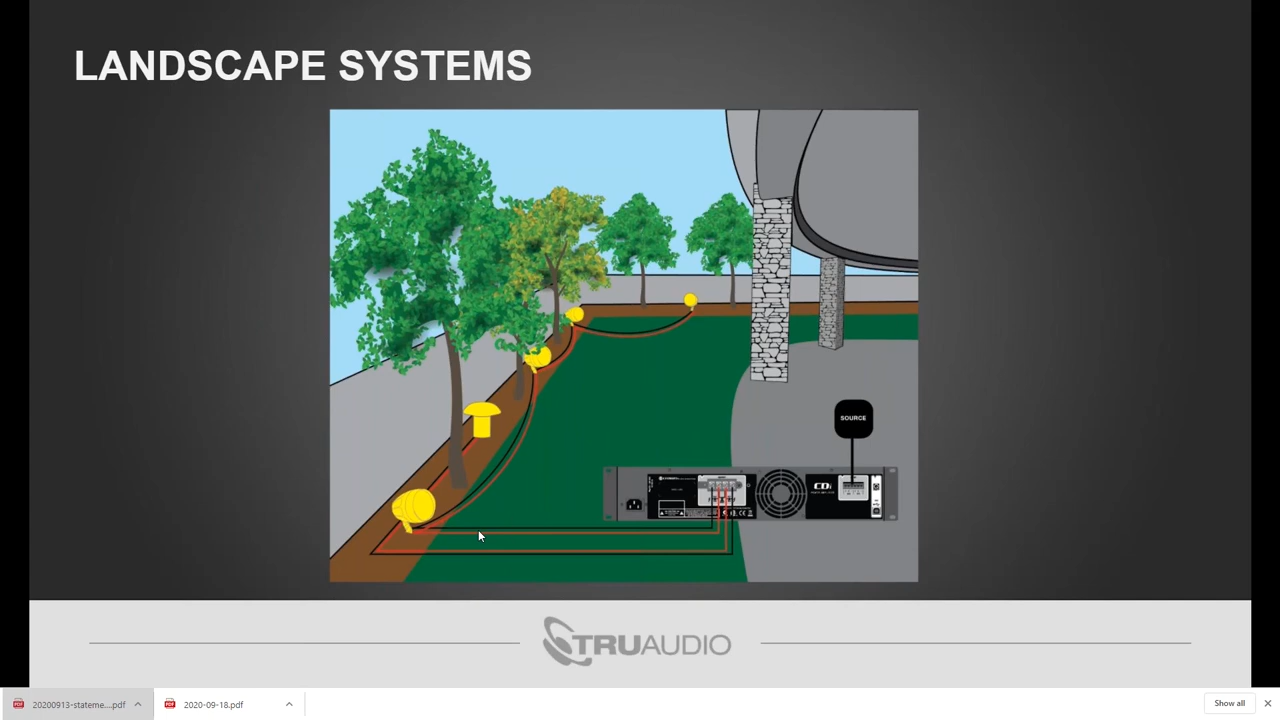 LANDSCAPE SYSTEMS
SOURCE
CDi
TRUAUDIO
20200913-stateme....pdf
2020-09-18.pdf
Show all